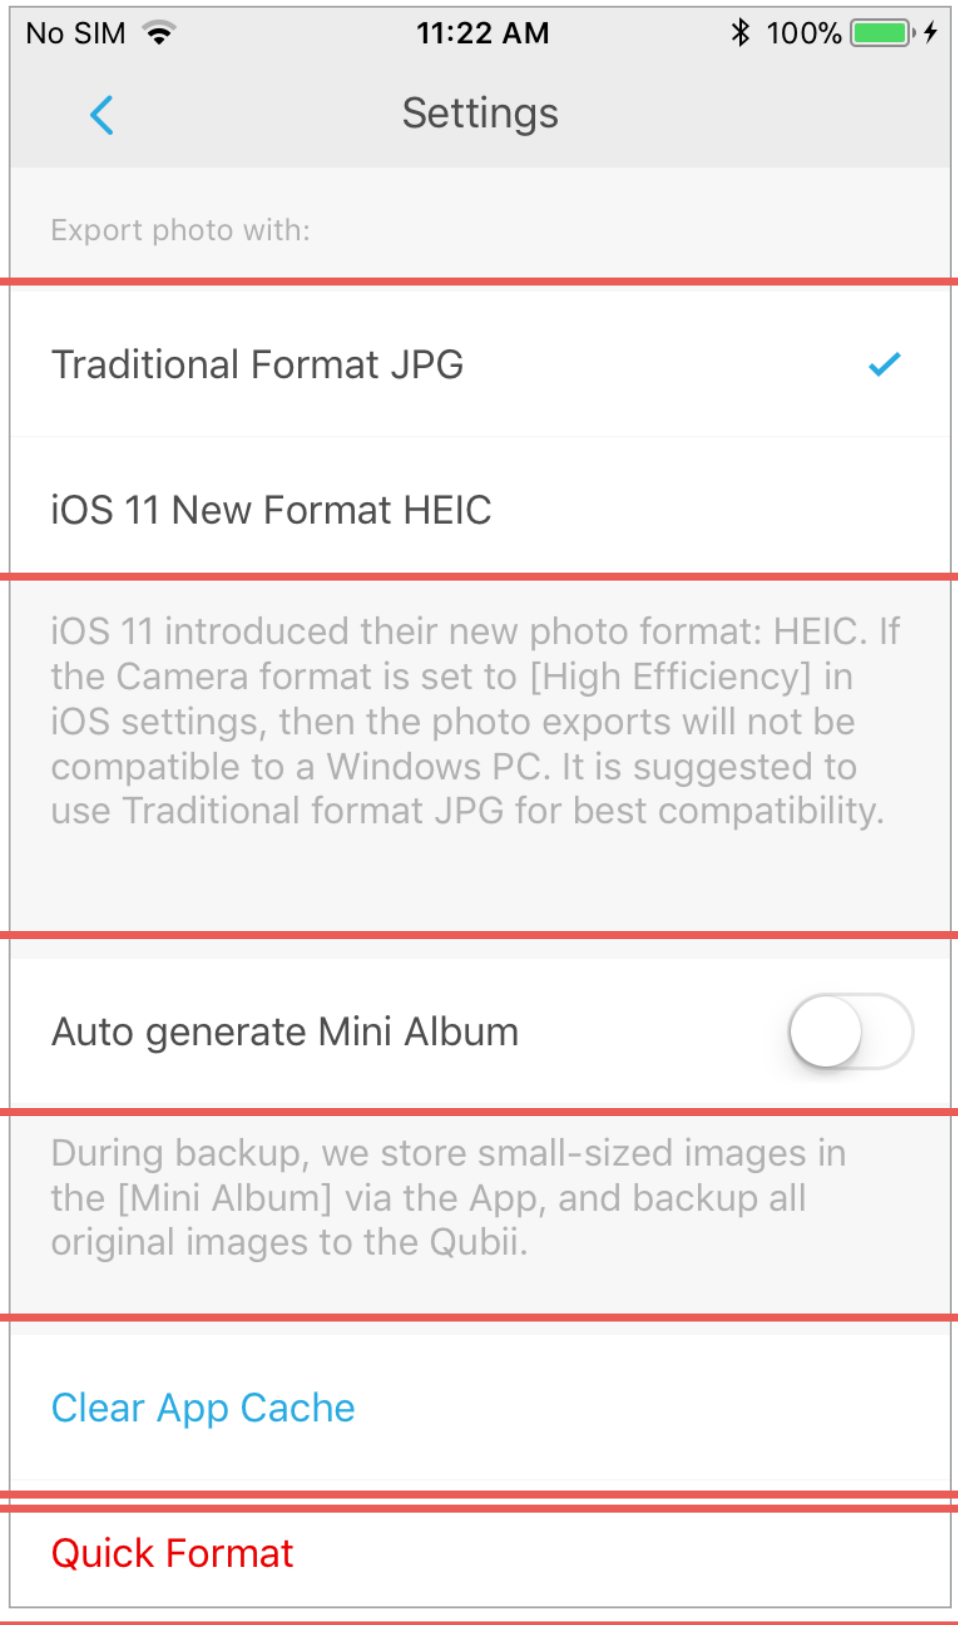 No SIM 11:22 AM 100%
Settings
Export photo with:
Traditional Format JPG
iOS 11 New Format HEIC
iOS 11 introduced their new photo format: HEIC. If
the Camera format is set to [High Efficiency] in
iOS settings, then the photo exports will not be
compatible to a Windows PC. It is suggested to
use Traditional format JPG for best compatibility.
Auto generate Mini Album
During backup, we store small-sized images in
the [Mini Album] via the App, and backup all
original images to the Qubii.
Clear App Cache
Quick Format